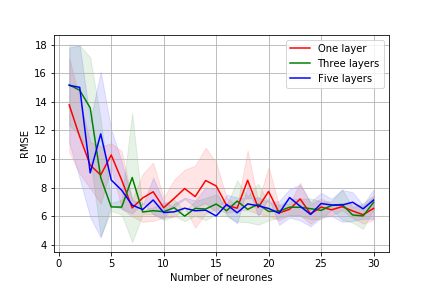 18
16
14
12
10
8
6
4
RMSE
One layer
Three layers
Five layers
0 5 10 15 20 25 30
Number of neurones